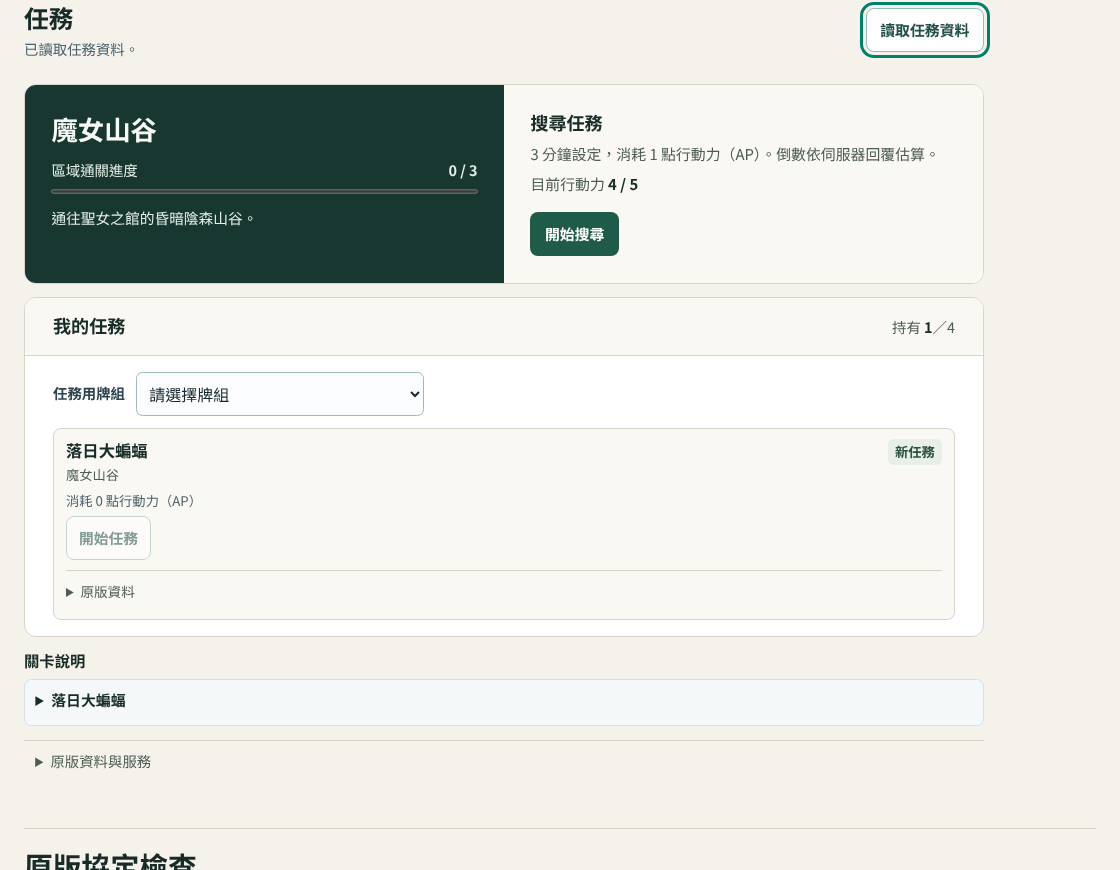 任務
讀取任務資料
已讀取任務資料。
魔女山谷
區域通關進度
0 / 3
通往聖女之館的昏暗陰森山谷。
搜尋任務
3 分鐘設定，消耗 1 點行動力（AP）。倒數依伺服器回覆估算。
目前行動力 4 / 5
開始搜尋
我的任務
持有 1／4
任務用牌組
請選擇牌組
落日大蝙蝠
新任務
魔女山谷
消耗 0 點行動力（AP）
開始任務
原版資料
關卡說明
落日大蝙蝠
原版資料與服務
原版協定檢查